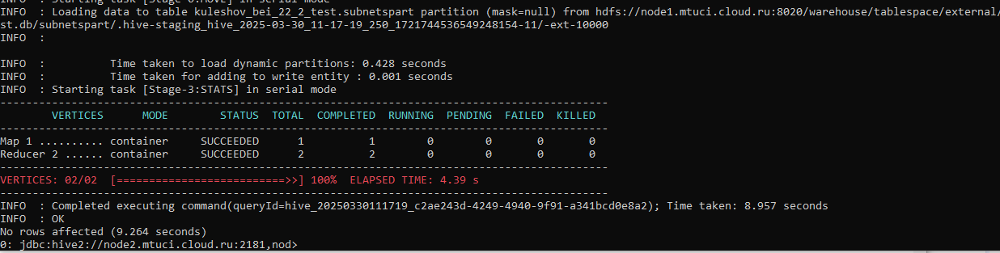 INFO  : Starting task [Stage-0:MOVE] in serial mode
INFO  : Loading data to table kuleshov_bei_22_2_test.subnetspart partition (mask=null) from hdfs://node1.mtuci.cloud.ru:8020/warehouse/tablespace/external/
st.db/subnetspart/.hive-staging_hive_2025-03-30_11-17-19_250_1721744536549248154-11/-ext-10000
INFO  :
INFO  :          Time taken to load dynamic partitions: 0.428 seconds
INFO  :          Time taken for adding to write entity : 0.001 seconds
INFO  : Starting task [Stage-3:STATS] in serial mode
----------------------------------------------------------------------------------------------
        VERTICES      MODE        STATUS  TOTAL  COMPLETED  RUNNING  PENDING  FAILED  KILLED
----------------------------------------------------------------------------------------------
Map 1 .......... container     SUCCEEDED      1          1        0        0       0       0
Reducer 2 ...... container     SUCCEEDED      2          2        0        0       0       0
----------------------------------------------------------------------------------------------
VERTICES: 02/02  [==========================>>] 100%  ELAPSED TIME: 4.39 s
----------------------------------------------------------------------------------------------
INFO  : Completed executing command(queryId=hive_20250330111719_c2ae243d-4249-4940-9f91-a341bcd0e8a2); Time taken: 8.957 seconds
INFO  : OK
No rows affected (9.264 seconds)
0: jdbc:hive2://node2.mtuci.cloud.ru:2181,nod>